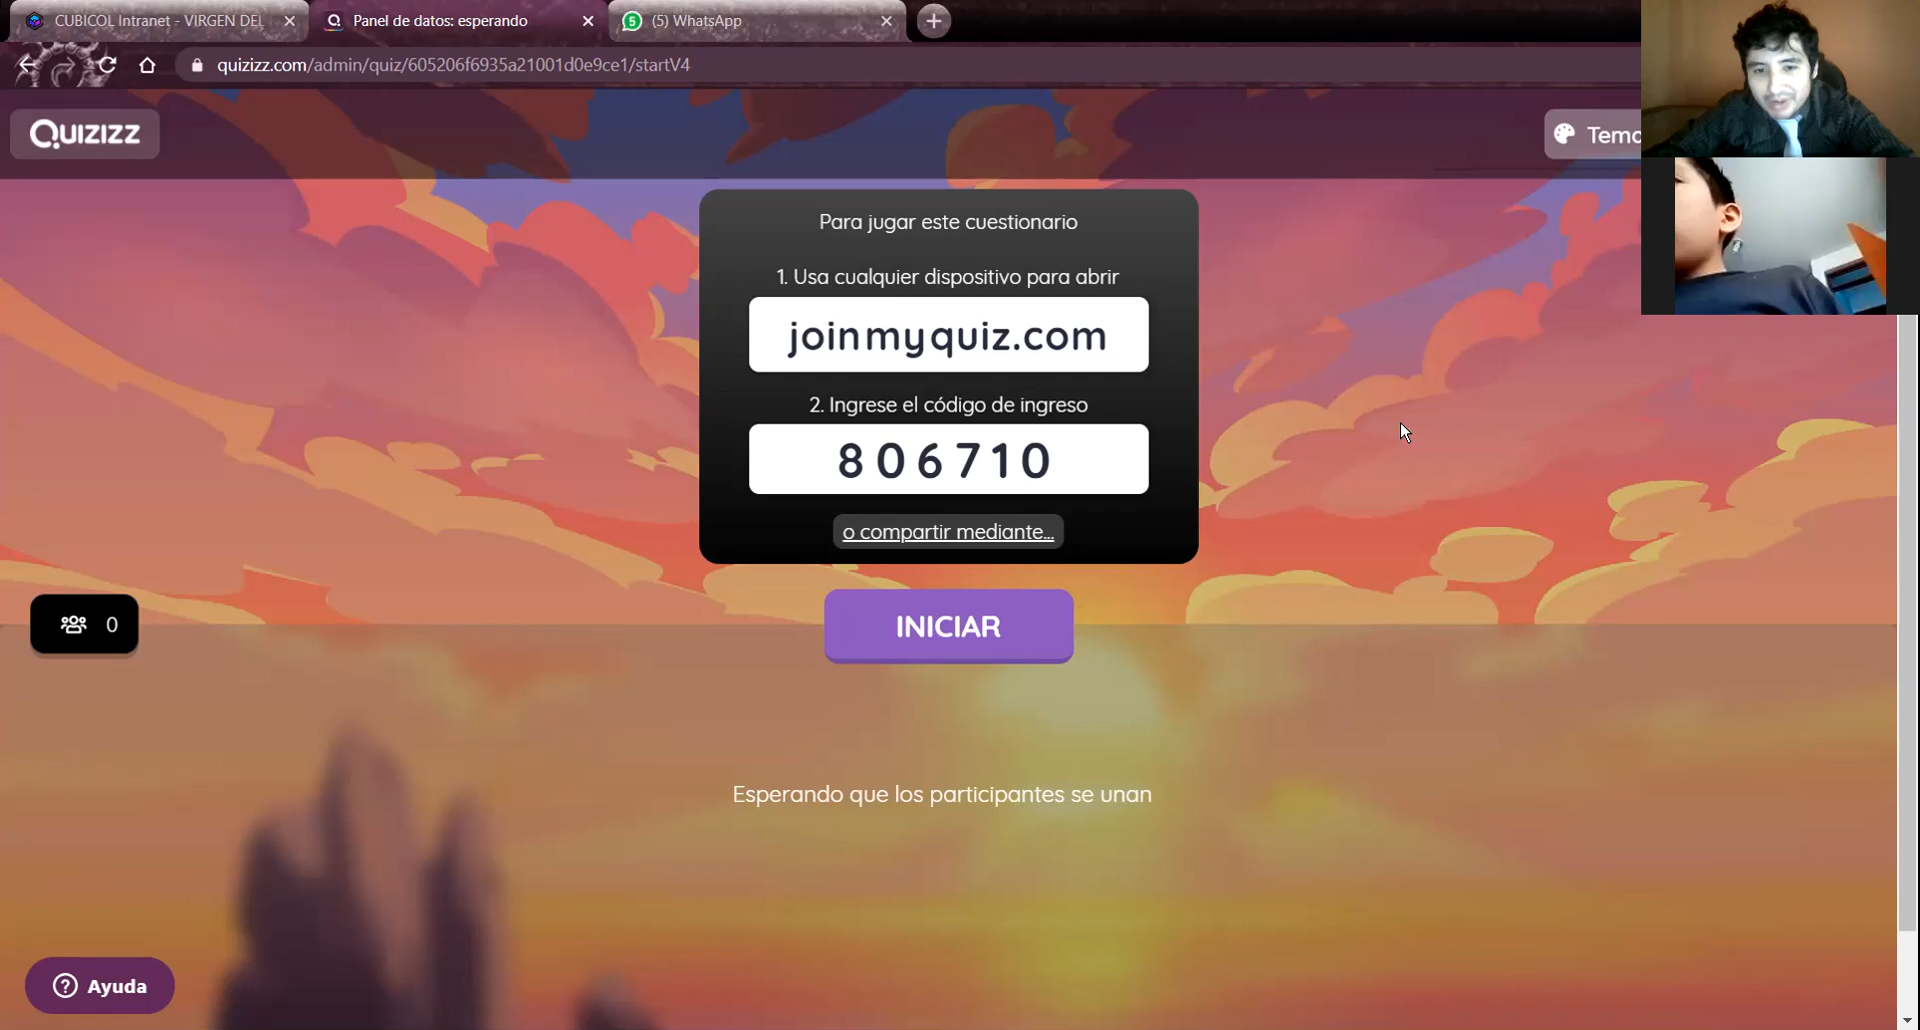 CUBICOL Intranet - VIRGEN DEL
Panel de datos: esperando
5
(5) WhatsApp
quizizz.com/admin/quiz/605206f6935a21001d0e9ce1/startV4
QUIZIZZ
Para jugar este cuestionario
1. Usa cualquier dispositivo para abrir
joinmyquiz.com
2. Ingrese el código de ingreso
806710
o compartir mediante...
0
INICIAR
Esperando que los participantes se unan
? Ayuda